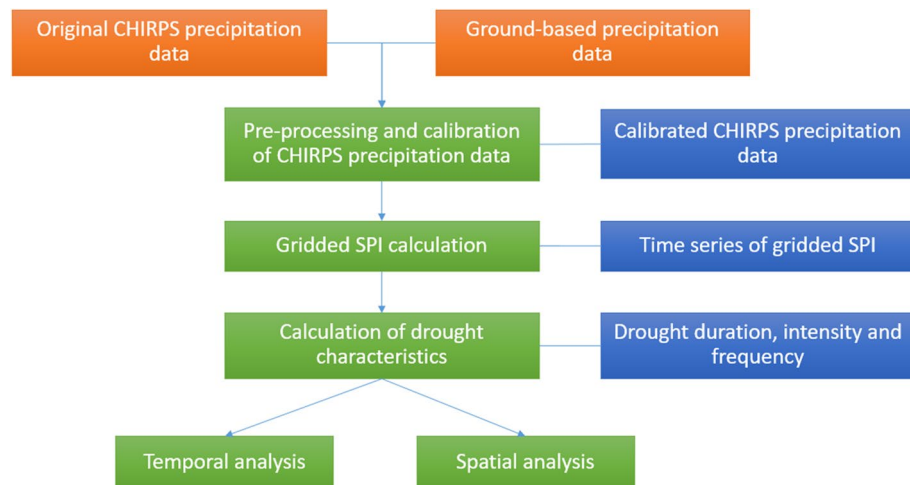 Original CHIRPS precipitation
data
Ground-based precipitation
data
Pre-processing and calibration
of CHIRPS precipitation data
Calibrated CHIRPS precipitation
data
Gridded SPI calculation
Time series of gridded SPI
Calculation of drought
characteristics
Drought duration, intensity and
frequency
Temporal analysis
Spatial analysis